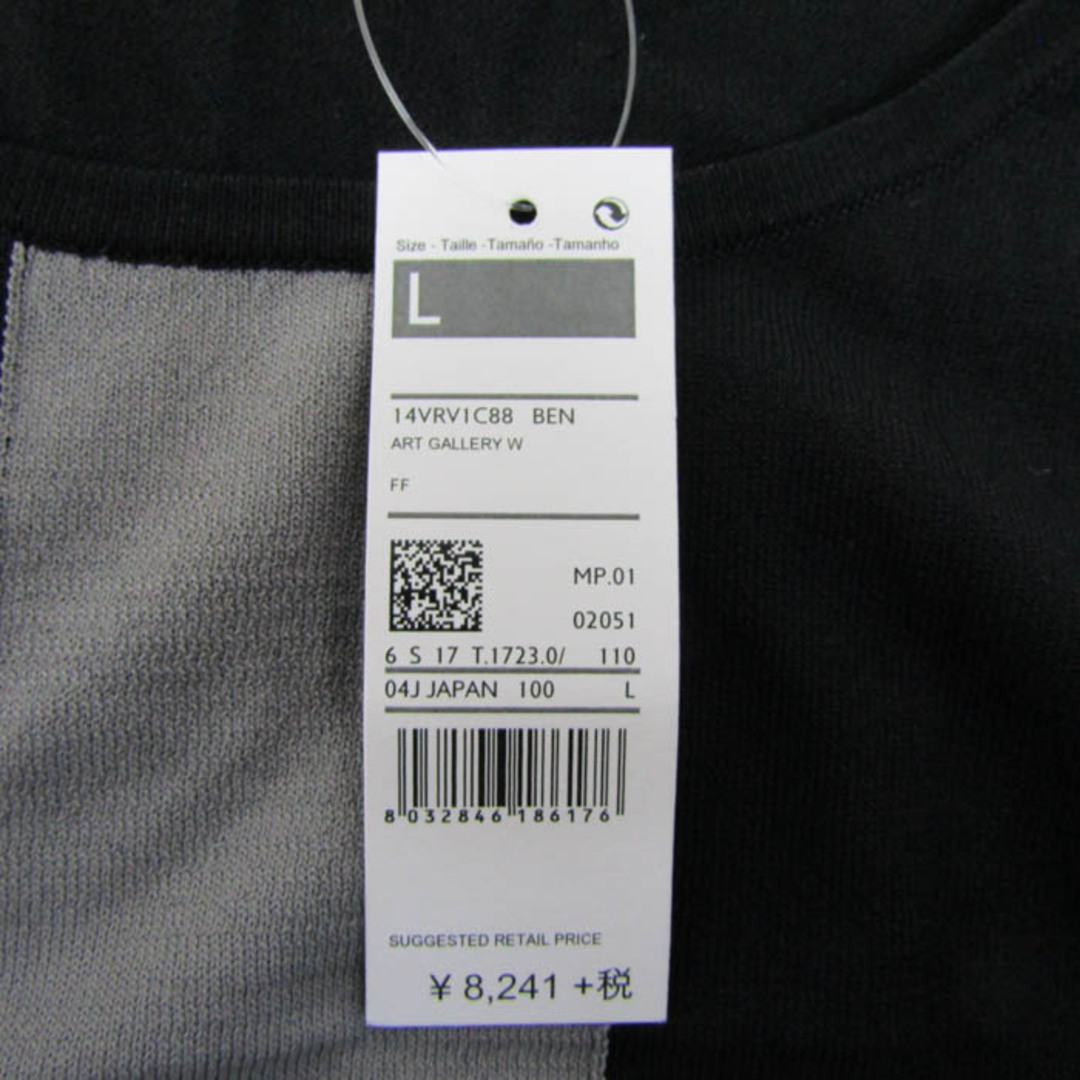 Size - Taille -Tamaño -Tamanho
L
14VRV1C88 BEN
ART GALLERY W
FF
MP.01
02051
6 S 17 T.1723.0/ 110
04J JAPAN 100 L
8 032846 186176
SUGGESTED RETAIL PRICE
¥ 8,241 +税